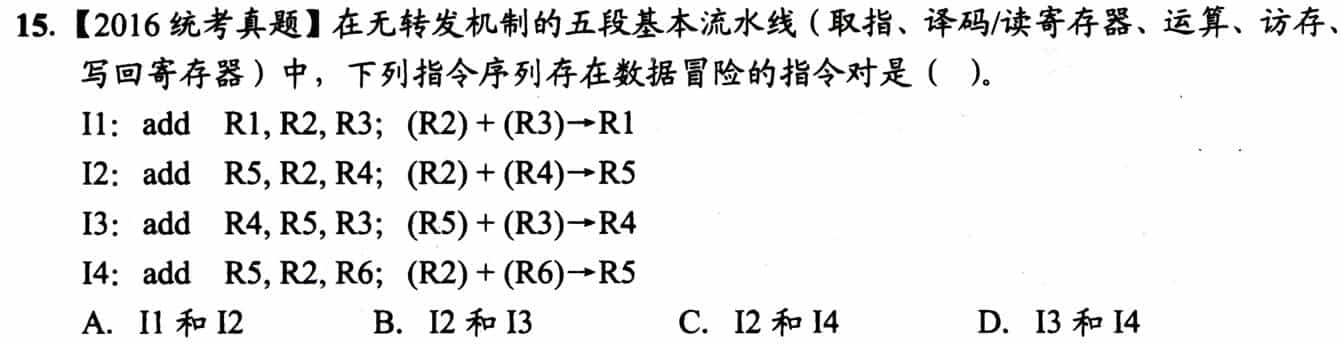 15.【2016 统考真题】在无转发机制的五段基本流水线（取指、译码/读寄存器、运算、访存、
写回寄存器）中，下列指令序列存在数据冒险的指令对是（ ）。
I1: add R1, R2, R3; (R2) + (R3)→R1
I2: add R5, R2, R4; (R2) + (R4)→R5
I3: add R4, R5, R3; (R5) + (R3)→R4
I4: add R5, R2, R6; (R2) + (R6)→R5
A. I1 和 I2 B. I2 和 I3 C. I2 和 I4 D. I3 和 I4